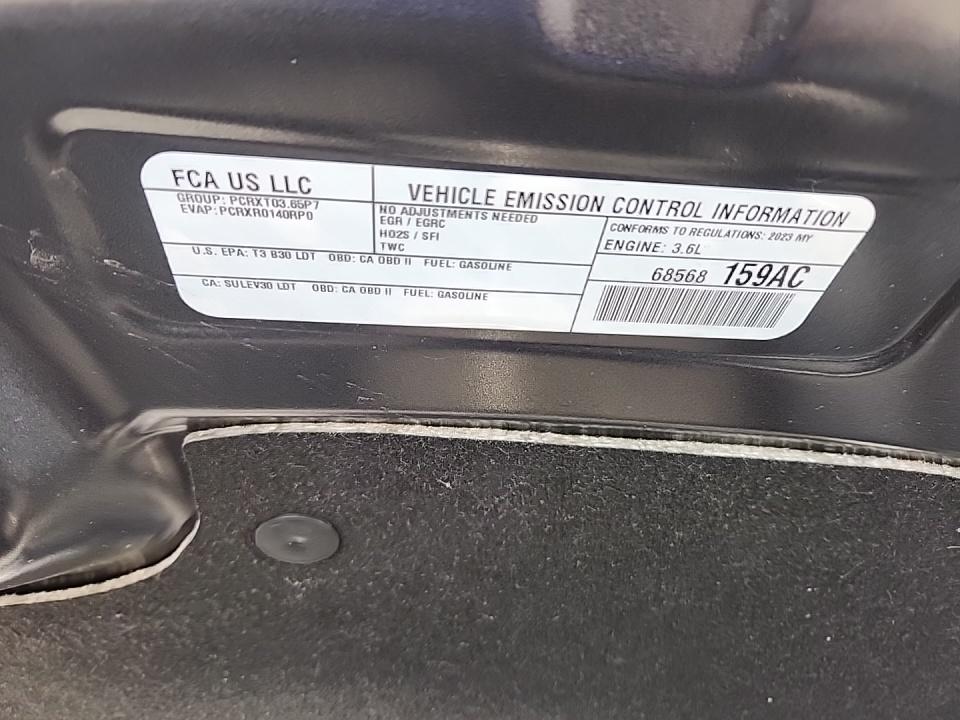 FCA US LLC
GROUP: PCRXT03.65P7
EVAP: PCRXR0140RP0
VEHICLE EMISSION CONTROL INFORMATION
NO ADJUSTMENTS NEEDED
EGR / EGRC
HO2S / SFI
TWC
CONFORMS TO REGULATIONS: 2023 MY
ENGINE: 3.6L
U.S. EPA: T3 B30 LDT OBD: CA OBD II FUEL: GASOLINE
CA: SULEV30 LDT OBD: CA OBD II FUEL: GASOLINE
68568 159AC